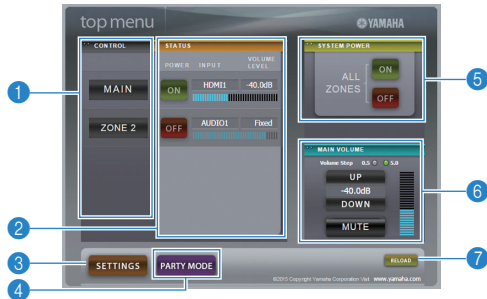 top menu
YAMAHA
CONTROL
MAIN
ZONE 2
STATUS
POWER INPUT VOLUME LEVEL
ON HDMI1 -40.0dB
OFF AUDIO1 Fixed
SYSTEM POWER
ALL ZONES
ON
OFF
MAIN VOLUME
Volume Step 0.5 5.0
UP
-40.0dB
DOWN
MUTE
SETTINGS
PARTY MODE
RELOAD
©2013 Copyright Yamaha Corporation Visit www.yamaha.com
1
2
3
4
5
6
7